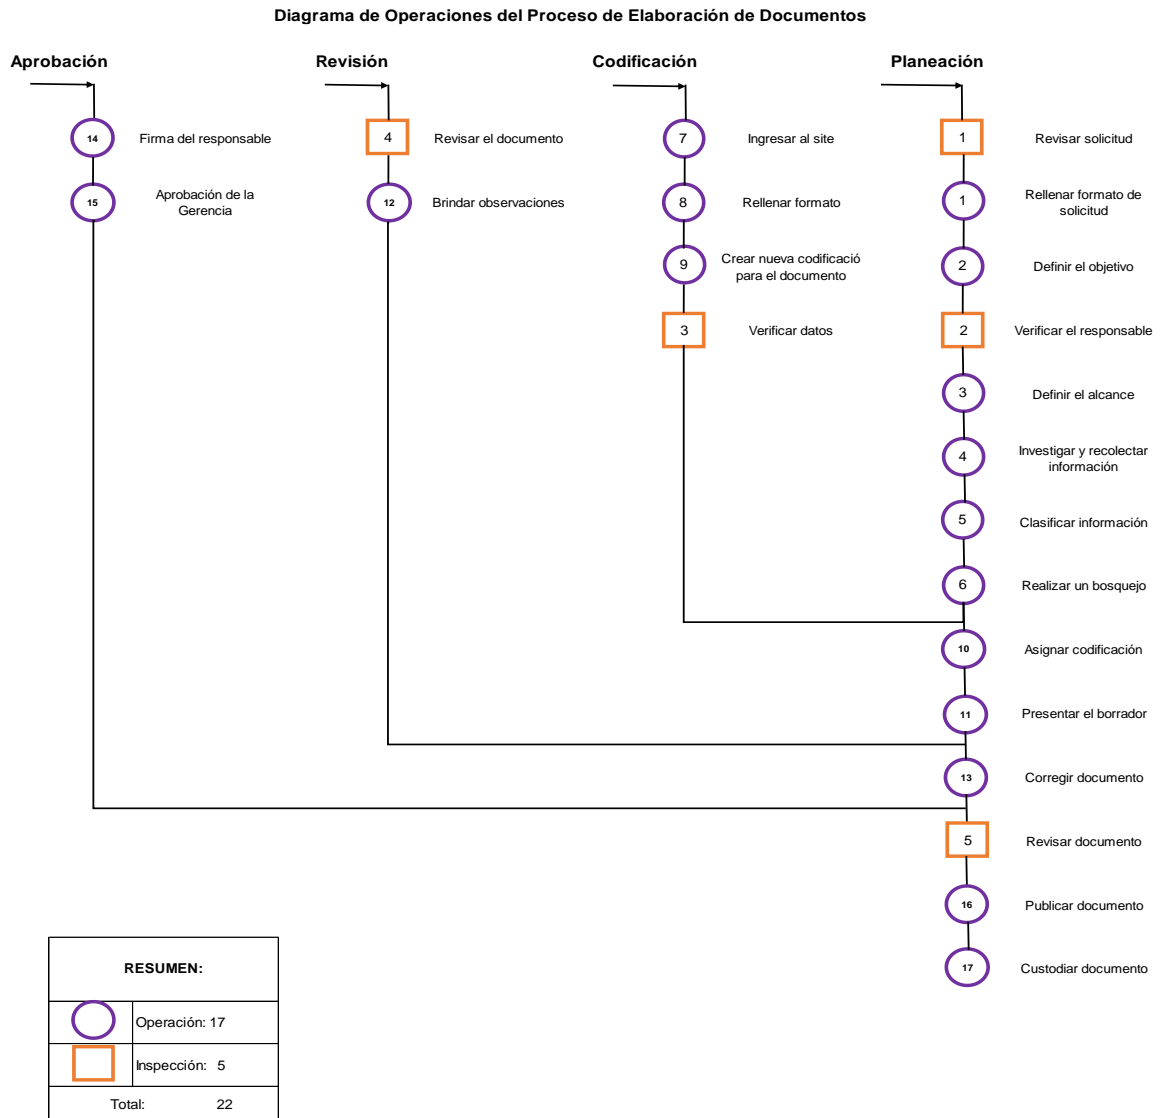 Diagrama de Operaciones del Proceso de Elaboración de Documentos
Aprobación
Revisión
Codificación
Planeación
14
Firma del responsable
4
Revisar el documento
7
Ingresar al site
1
Revisar solicitud
15
Aprobación de la
Gerencia
12
Brindar observaciones
8
Rellenar formato
1
Rellenar formato de
solicitud
9
Crear nueva codificació
para el documento
2
Definir el objetivo
3
Verificar datos
2
Verificar el responsable
3
Definir el alcance
4
Investigar y recolectar
información
5
Clasificar información
6
Realizar un bosquejo
10
Asignar codificación
11
Presentar el borrador
13
Corregir documento
5
Revisar documento
16
Publicar documento
17
Custodiar documento
RESUMEN:
Operación: 17
Inspección: 5
Total: 22